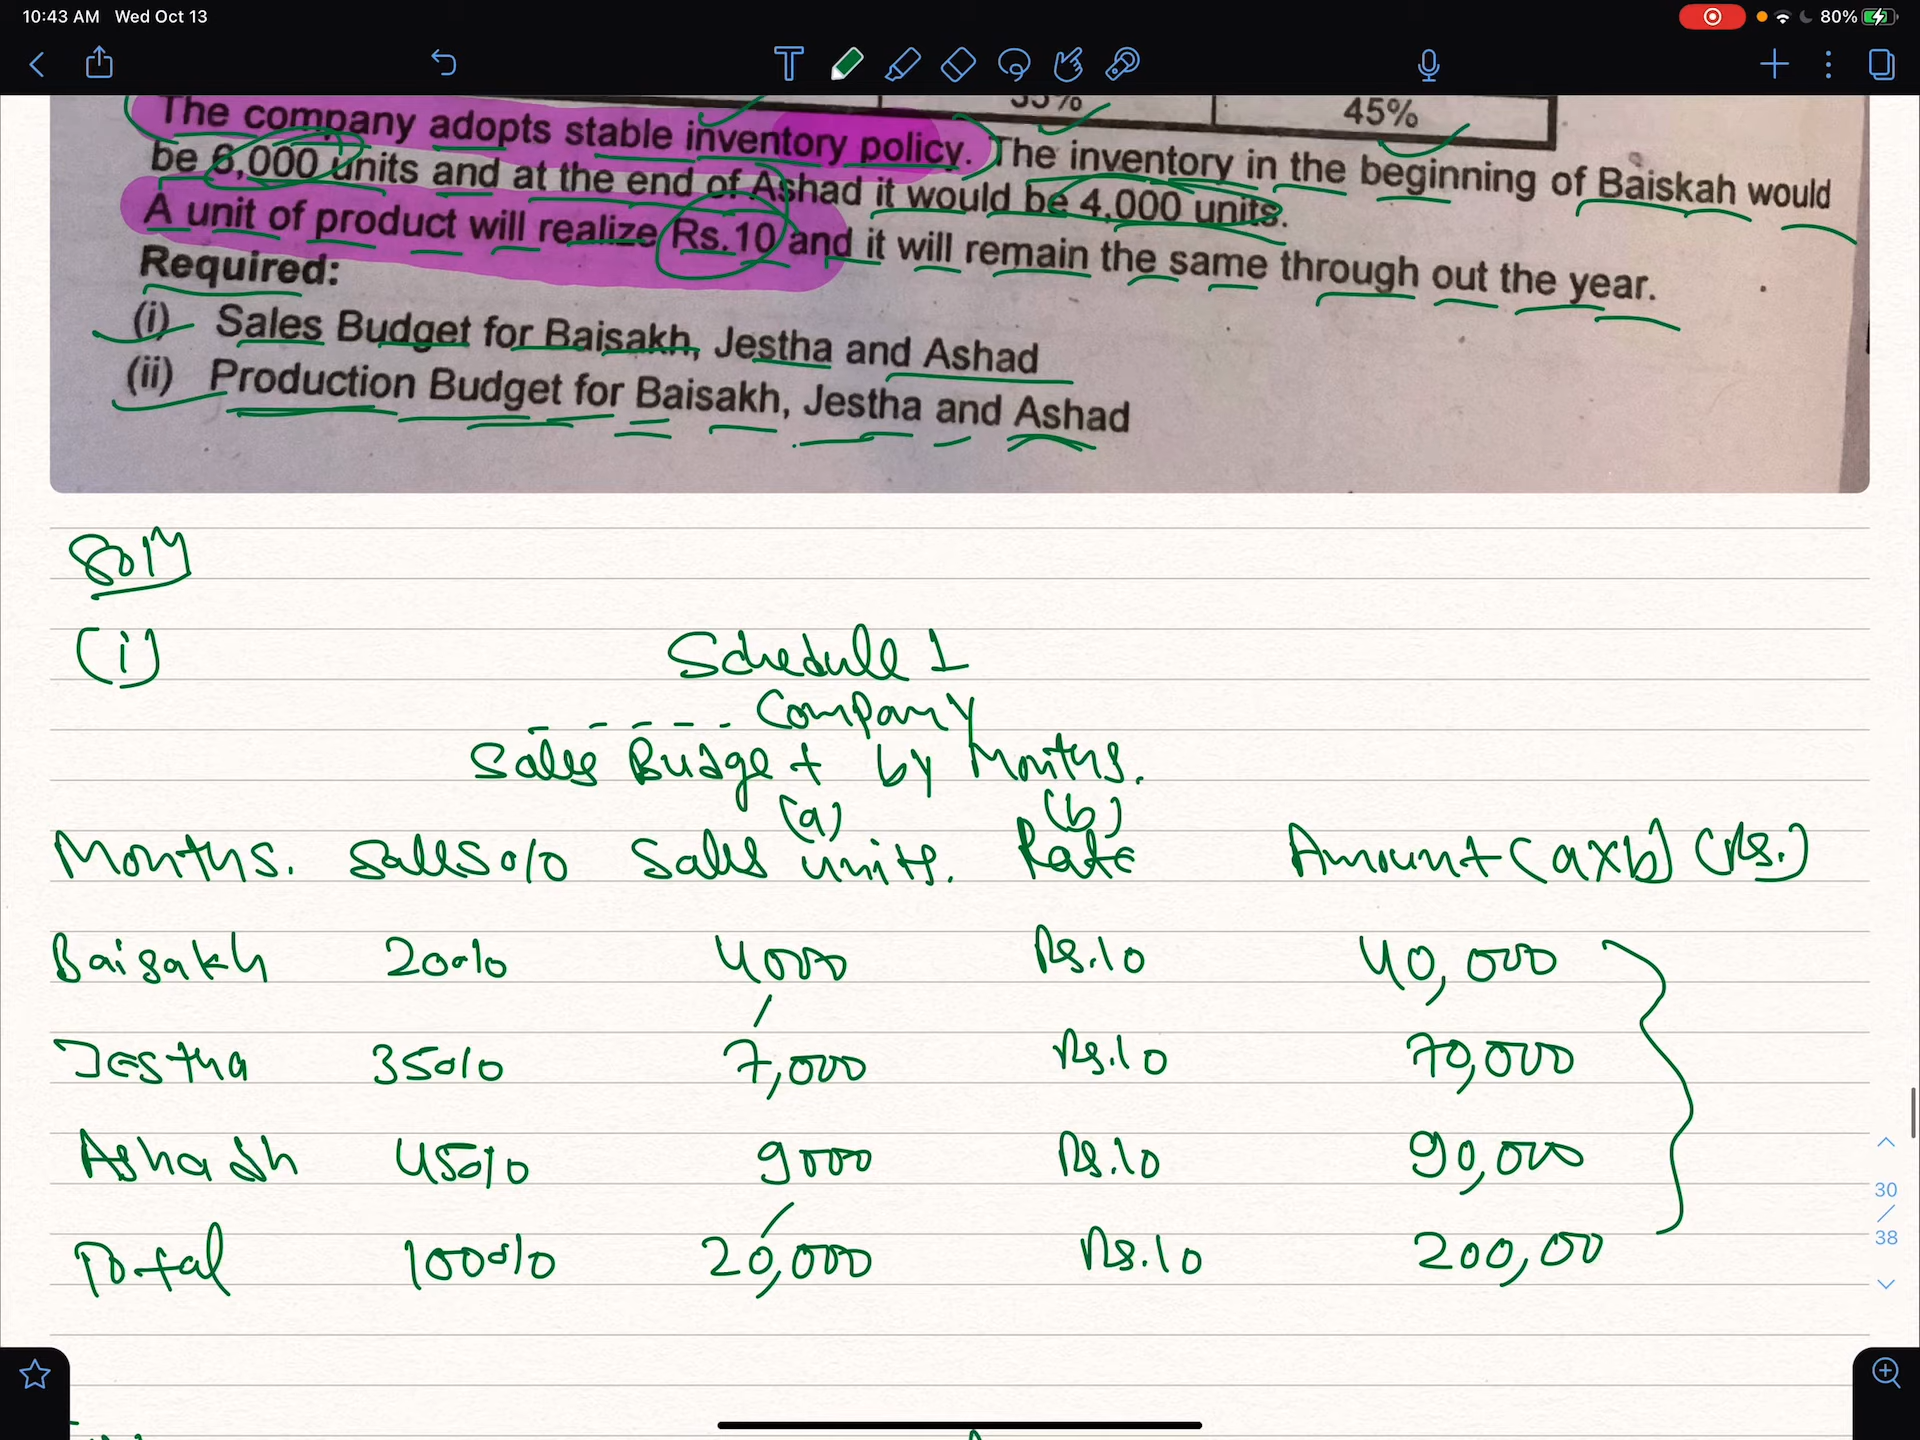 10:43 AM Wed Oct 13
80%
35% 45%
The company adopts stable inventory policy. The inventory in the beginning of Baiskah would
be 6,000 units and at the end of Ashad it would be 4,000 units.
A unit of product will realize Rs.10 and it will remain the same through out the year.
Required:
(i) Sales Budget for Baisakh, Jestha and Ashad
(ii) Production Budget for Baisakh, Jestha and Ashad
Soln
(i) Schedule 1
----- Company
Sales Budget by Months.
(a) (b)
Months. Sales % Sales units. Rate Amount (axb) (Rs.)
Baisakh 20% 4000 Rs.10 40,000
Jestha 35% 7,000 Rs.10 70,000
Ashadh 45% 9000 Rs.10 90,000
Total 100% 20,000 Rs.10 200,00
30
/
38